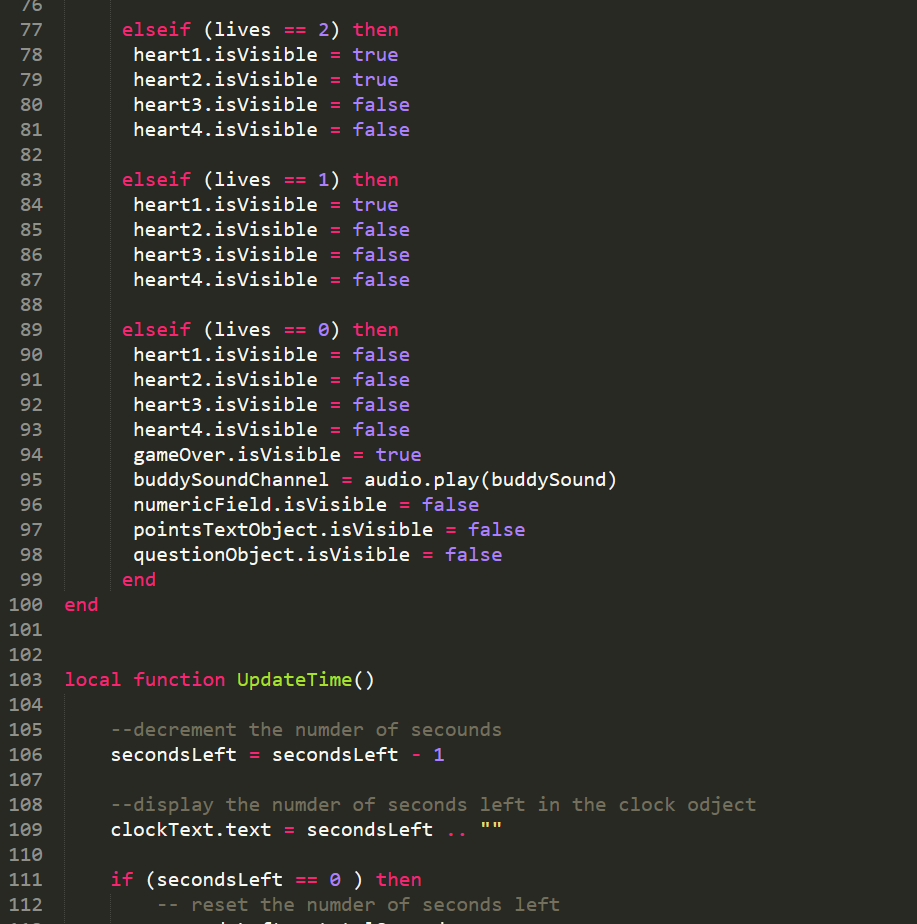 76
77 elseif (lives == 2) then
78 heart1.isVisible = true
79 heart2.isVisible = true
80 heart3.isVisible = false
81 heart4.isVisible = false
82
83 elseif (lives == 1) then
84 heart1.isVisible = true
85 heart2.isVisible = false
86 heart3.isVisible = false
87 heart4.isVisible = false
88
89 elseif (lives == 0) then
90 heart1.isVisible = false
91 heart2.isVisible = false
92 heart3.isVisible = false
93 heart4.isVisible = false
94 gameOver.isVisible = true
95 buddySoundChannel = audio.play(buddySound)
96 numericField.isVisible = false
97 pointsTextObject.isVisible = false
98 questionObject.isVisible = false
99 end
100 end
101
102
103 local function UpdateTime()
104
105 --decrement the numder of secounds
106 secondsLeft = secondsLeft - 1
107
108 --display the numder of seconds left in the clock odject
109 clockText.text = secondsLeft .. ""
110
111 if (secondsLeft == 0 ) then
112 -- reset the numder of seconds left